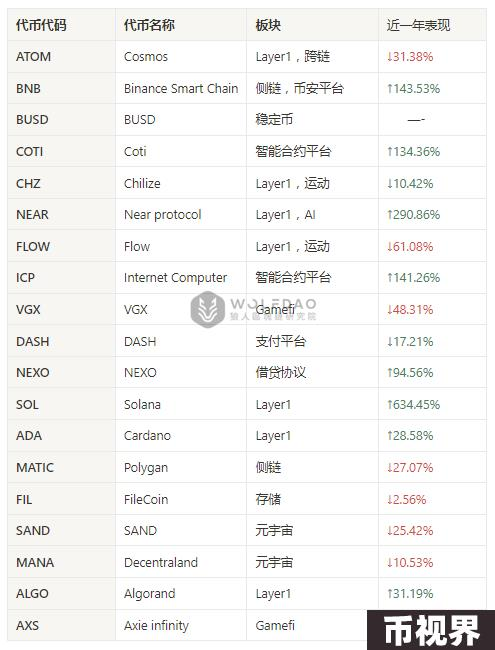 代币代码 代币名称 板块 近一年表现
ATOM Cosmos Layer1，跨链 ↓31.38%
BNB Binance Smart Chain 侧链，币安平台 ↑143.53%
BUSD BUSD 稳定币 —-
COTI Coti 智能合约平台 ↑134.36%
CHZ Chilize Layer1，运动 ↓10.42%
NEAR Near protocol Layer1，AI ↑290.86%
FLOW Flow Layer1，运动 ↓61.08%
ICP Internet Computer 智能合约平台 ↑141.26%
VGX VGX Gamefi ↓48.31%
WOLFDAO
狼人区块链研究院
DASH DASH 支付平台 ↓17.21%
NEXO NEXO 借贷协议 ↑94.56%
SOL Solana Layer1 ↑634.45%
ADA Cardano Layer1 ↑28.58%
MATIC Polygan 侧链 ↓27.07%
FIL FileCoin 存储 ↓2.56%
SAND SAND 元宇宙 ↓25.42%
MANA Decentraland 元宇宙 ↓10.53%
ALGO Algorand Layer1 ↑31.19%
AXS Axie infinity Gamefi
币视界